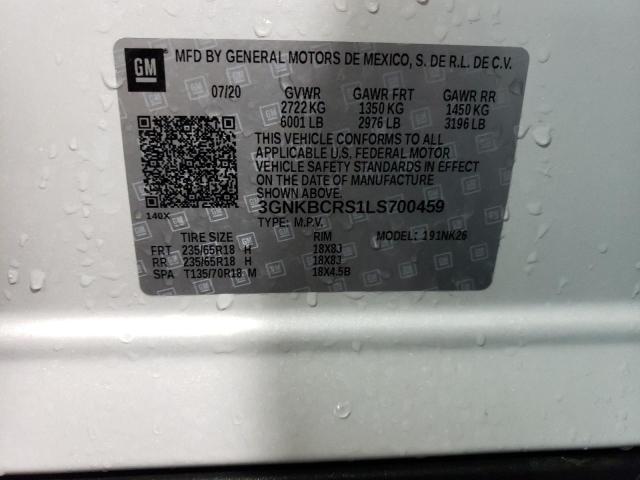 GM MFD BY GENERAL MOTORS DE MEXICO, S. DE R.L. DE C.V.
07/20 GVWR GAWR FRT GAWR RR
2722 KG 1350 KG 1450 KG
6001 LB 2976 LB 3196 LB
THIS VEHICLE CONFORMS TO ALL
APPLICABLE U.S. FEDERAL MOTOR
VEHICLE SAFETY STANDARDS IN EFFECT
ON THE DATE OF MANUFACTURE SHOWN ABOVE.
3GNKBCRS1LS700459
140X TYPE: M.P.V. MODEL: 191NK26
TIRE SIZE RIM
FRT 235/65R18 H 18X8J
RR 235/65R18 H 18X8J
SPA T135/70R18 M 18X4.5B